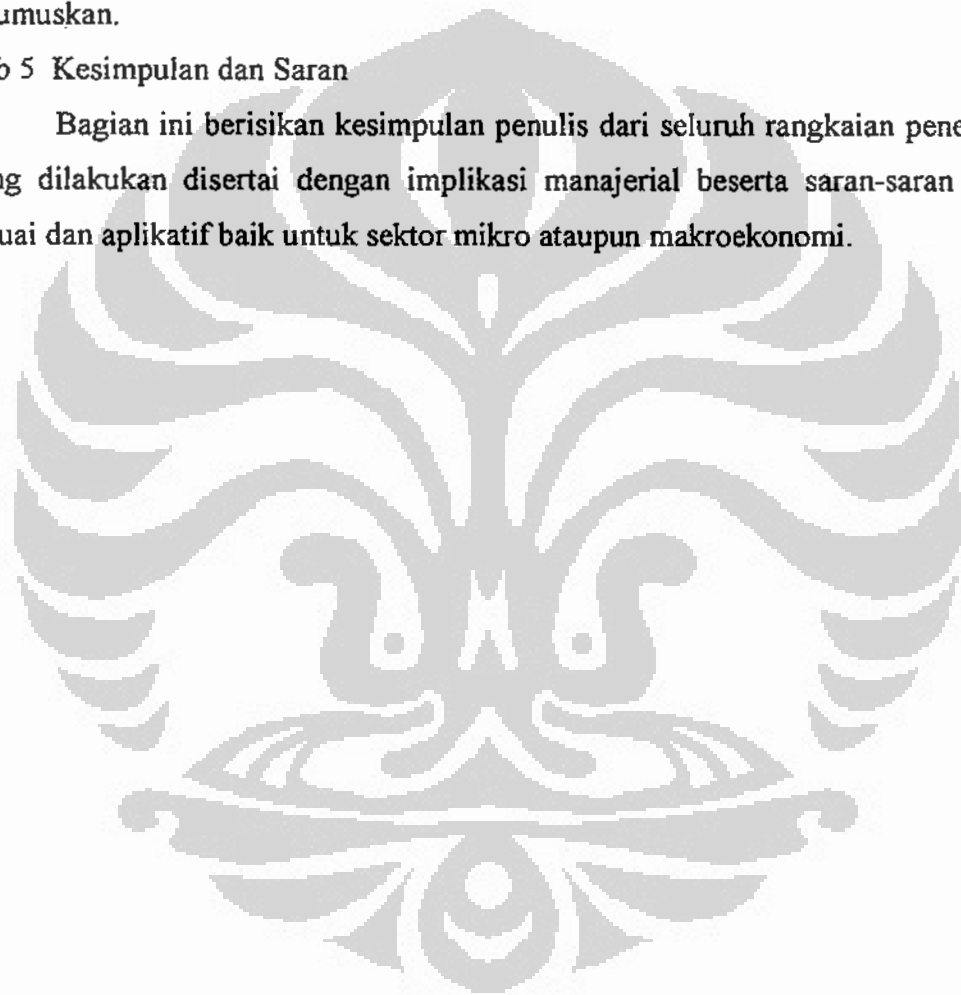 umuskan.
b 5 Kesimpulan dan Saran
Bagian ini berisikan kesimpulan penulis dari seluruh rangkaian pene
ng dilakukan disertai dengan implikasi manajerial beserta saran-saran
uai dan aplikatif baik untuk sektor mikro ataupun makroekonomi.